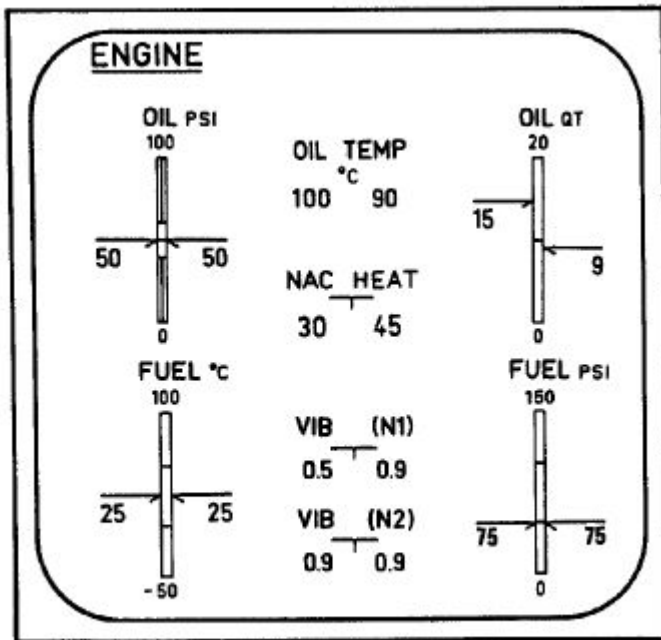 ENGINE
OIL PSI
100
50 50
0
OIL TEMP
°C
100 90
OIL QT
20
15
9
0
NAC HEAT
30 45
FUEL °C
100
25 25
-50
VIB (N1)
0.5 0.9
VIB (N2)
0.9 0.9
FUEL PSI
150
75 75
0